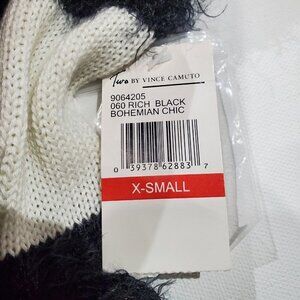 Two BY VINCE CAMUTO
9064205
060 RICH BLACK
BOHEMIAN CHIC
0 39378 62883 7
X-SMALL